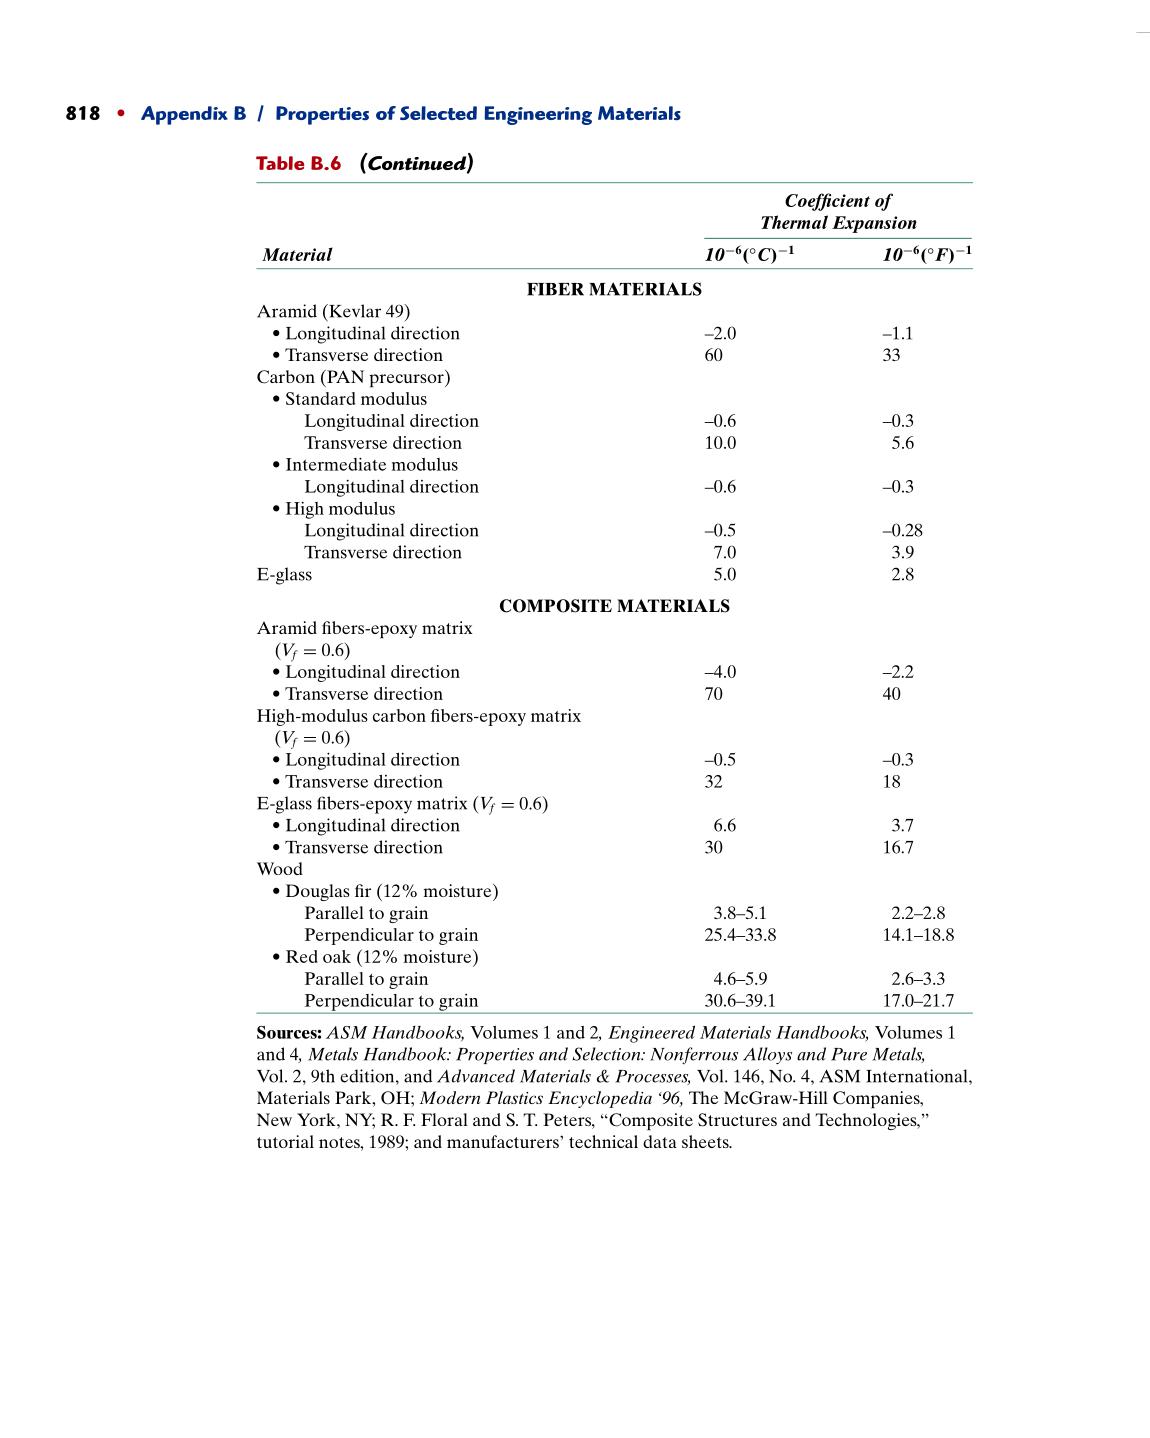 818 • Appendix B / Properties of Selected Engineering Materials
Table B.6 (Continued)
Coefficient of
Thermal Expansion
Material 10⁻⁶(°C)⁻¹ 10⁻⁶(°F)⁻¹
FIBER MATERIALS
Aramid (Kevlar 49)
• Longitudinal direction –2.0 –1.1
• Transverse direction 60 33
Carbon (PAN precursor)
• Standard modulus
Longitudinal direction –0.6 –0.3
Transverse direction 10.0 5.6
• Intermediate modulus
Longitudinal direction –0.6 –0.3
• High modulus
Longitudinal direction –0.5 –0.28
Transverse direction 7.0 3.9
E-glass 5.0 2.8
COMPOSITE MATERIALS
Aramid fibers-epoxy matrix
(Vf = 0.6)
• Longitudinal direction –4.0 –2.2
• Transverse direction 70 40
High-modulus carbon fibers-epoxy matrix
(Vf = 0.6)
• Longitudinal direction –0.5 –0.3
• Transverse direction 32 18
E-glass fibers-epoxy matrix (Vf = 0.6)
• Longitudinal direction 6.6 3.7
• Transverse direction 30 16.7
Wood
• Douglas fir (12% moisture)
Parallel to grain 3.8–5.1 2.2–2.8
Perpendicular to grain 25.4–33.8 14.1–18.8
• Red oak (12% moisture)
Parallel to grain 4.6–5.9 2.6–3.3
Perpendicular to grain 30.6–39.1 17.0–21.7
Sources: ASM Handbooks, Volumes 1 and 2, Engineered Materials Handbooks, Volumes 1
and 4, Metals Handbook: Properties and Selection: Nonferrous Alloys and Pure Metals,
Vol. 2, 9th edition, and Advanced Materials & Processes, Vol. 146, No. 4, ASM International,
Materials Park, OH; Modern Plastics Encyclopedia ‘96, The McGraw-Hill Companies,
New York, NY; R. F. Floral and S. T. Peters, “Composite Structures and Technologies,”
tutorial notes, 1989; and manufacturers’ technical data sheets.